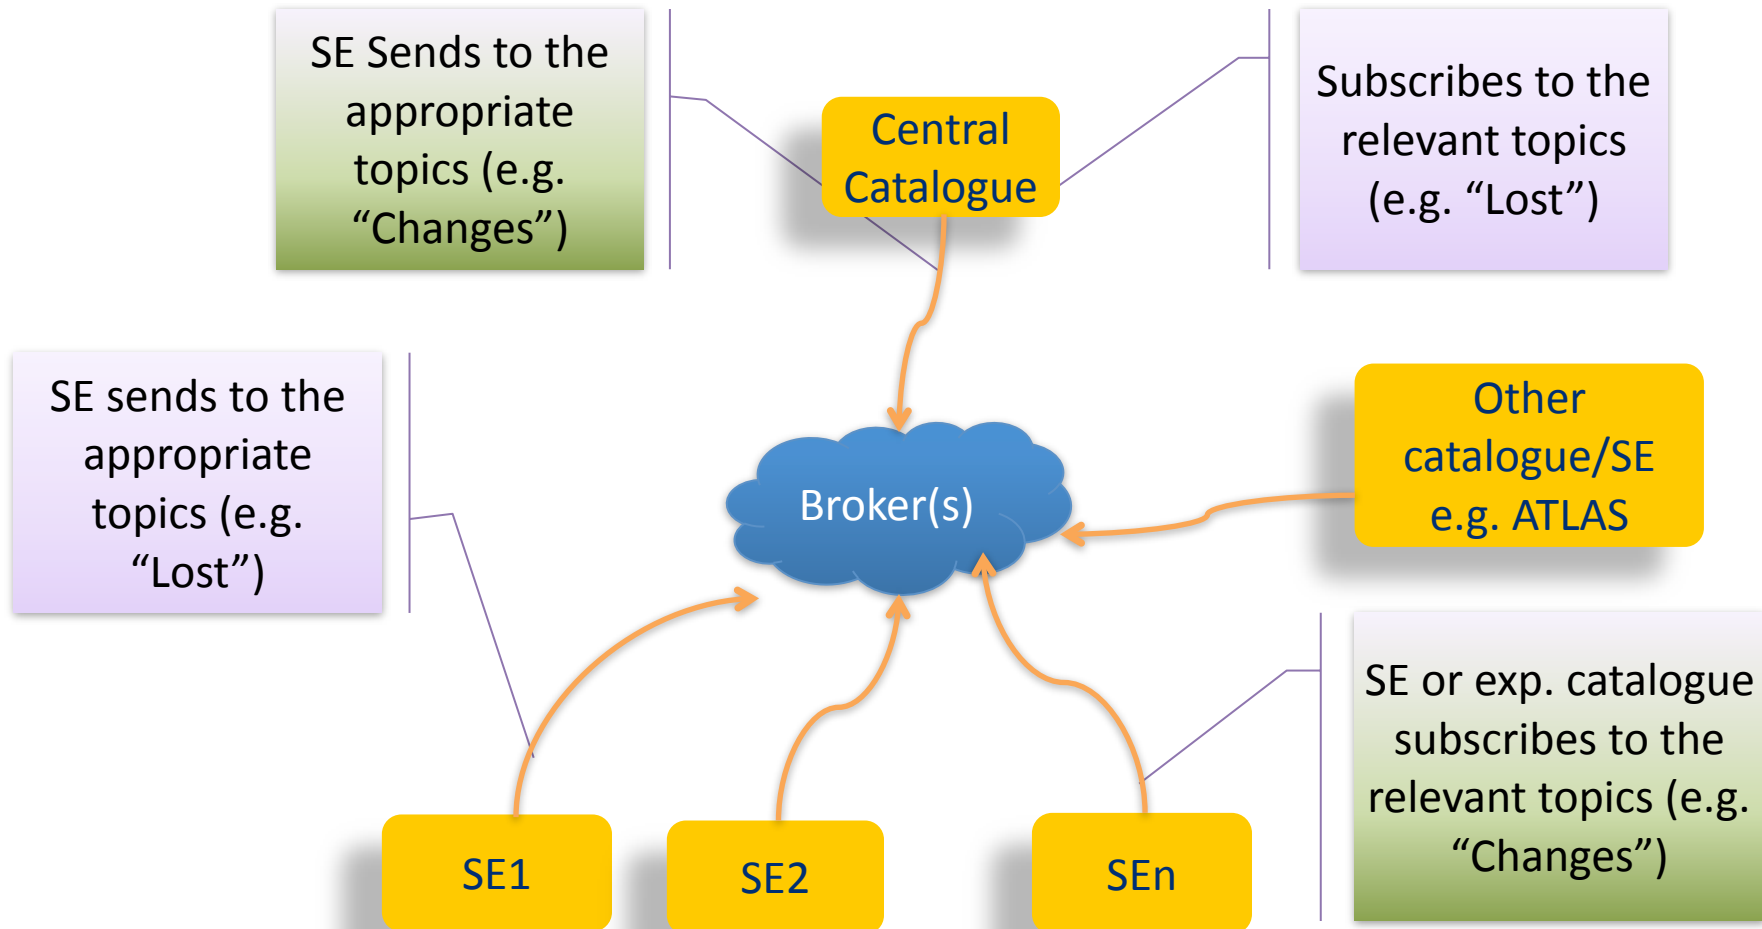 SE Sends to the
appropriate
topics (e.g.
“Changes”)
Central
Catalogue
Subscribes to the
relevant topics
(e.g. “Lost”)
SE sends to the
appropriate
topics (e.g.
“Lost”)
Broker(s)
Other
catalogue/SE
e.g. ATLAS
SE or exp. catalogue
subscribes to the
relevant topics (e.g.
“Changes”)
SE1
SE2
SEn